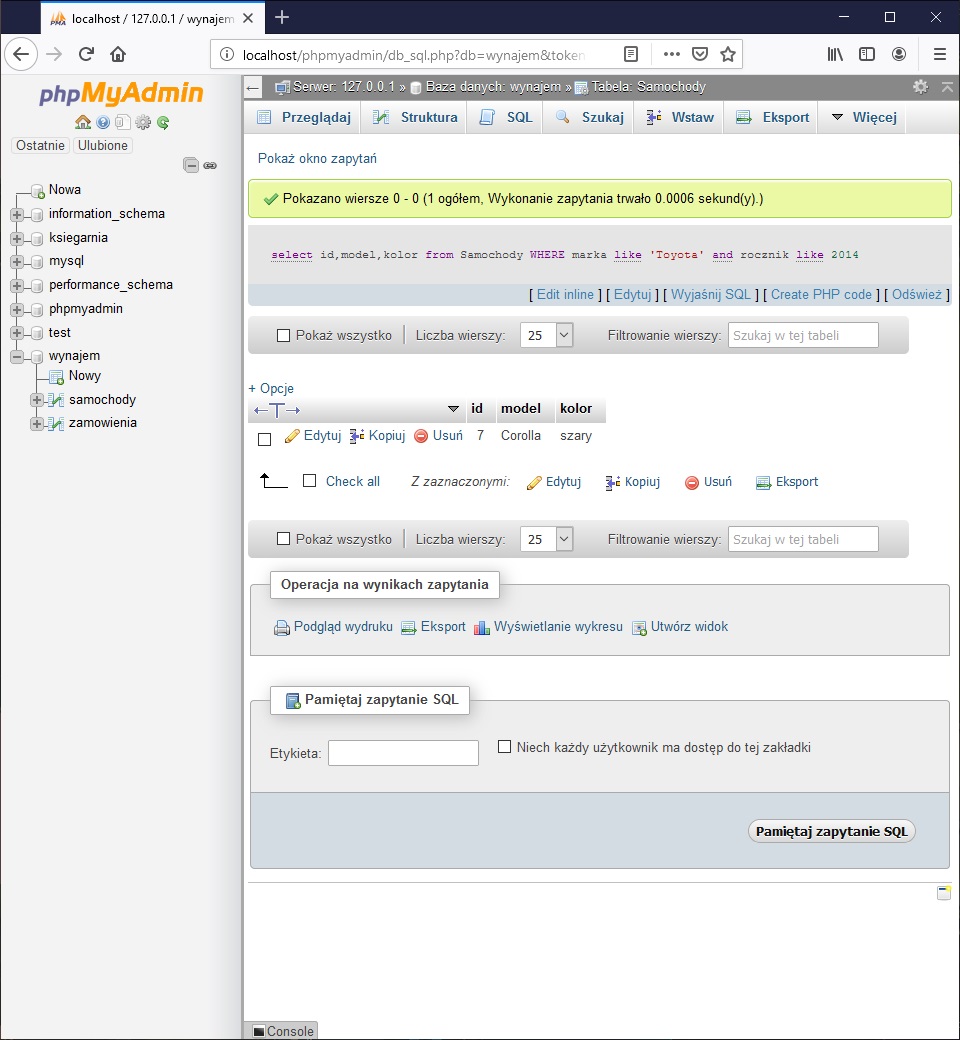 localhost / 127.0.0.1 / wynajem
localhost/phpmyadmin/db_sql.php?db=wynajem&token
phpMyAdmin
Ostatnie Ulubione
Nowa
information_schema
ksiegarnia
mysql
performance_schema
phpmyadmin
test
wynajem
Nowy
samochody
zamowienia
Serwer: 127.0.0.1 » Baza danych: wynajem » Tabela: Samochody
Przeglądaj Struktura SQL Szukaj Wstaw Eksport Więcej
Pokaż okno zapytań
Pokazano wiersze 0 - 0 (1 ogółem, Wykonanie zapytania trwało 0.0006 sekund(y).)
select id,model,kolor from Samochody WHERE marka like 'Toyota' and rocznik like 2014
[ Edit inline ] [ Edytuj ] [ Wyjaśnij SQL ] [ Create PHP code ] [ Odśwież ]
Pokaż wszystko Liczba wierszy: 25 Filtrowanie wierszy: Szukaj w tej tabeli
+ Opcje
←T→ id model kolor
Edytuj Kopiuj Usuń 7 Corolla szary
Check all Z zaznaczonymi: Edytuj Kopiuj Usuń Eksport
Pokaż wszystko Liczba wierszy: 25 Filtrowanie wierszy: Szukaj w tej tabeli
Operacja na wynikach zapytania
Podgląd wydruku Eksport Wyświetlanie wykresu Utwórz widok
Pamiętaj zapytanie SQL
Etykieta: Niech każdy użytkownik ma dostęp do tej zakładki
Pamiętaj zapytanie SQL
Console